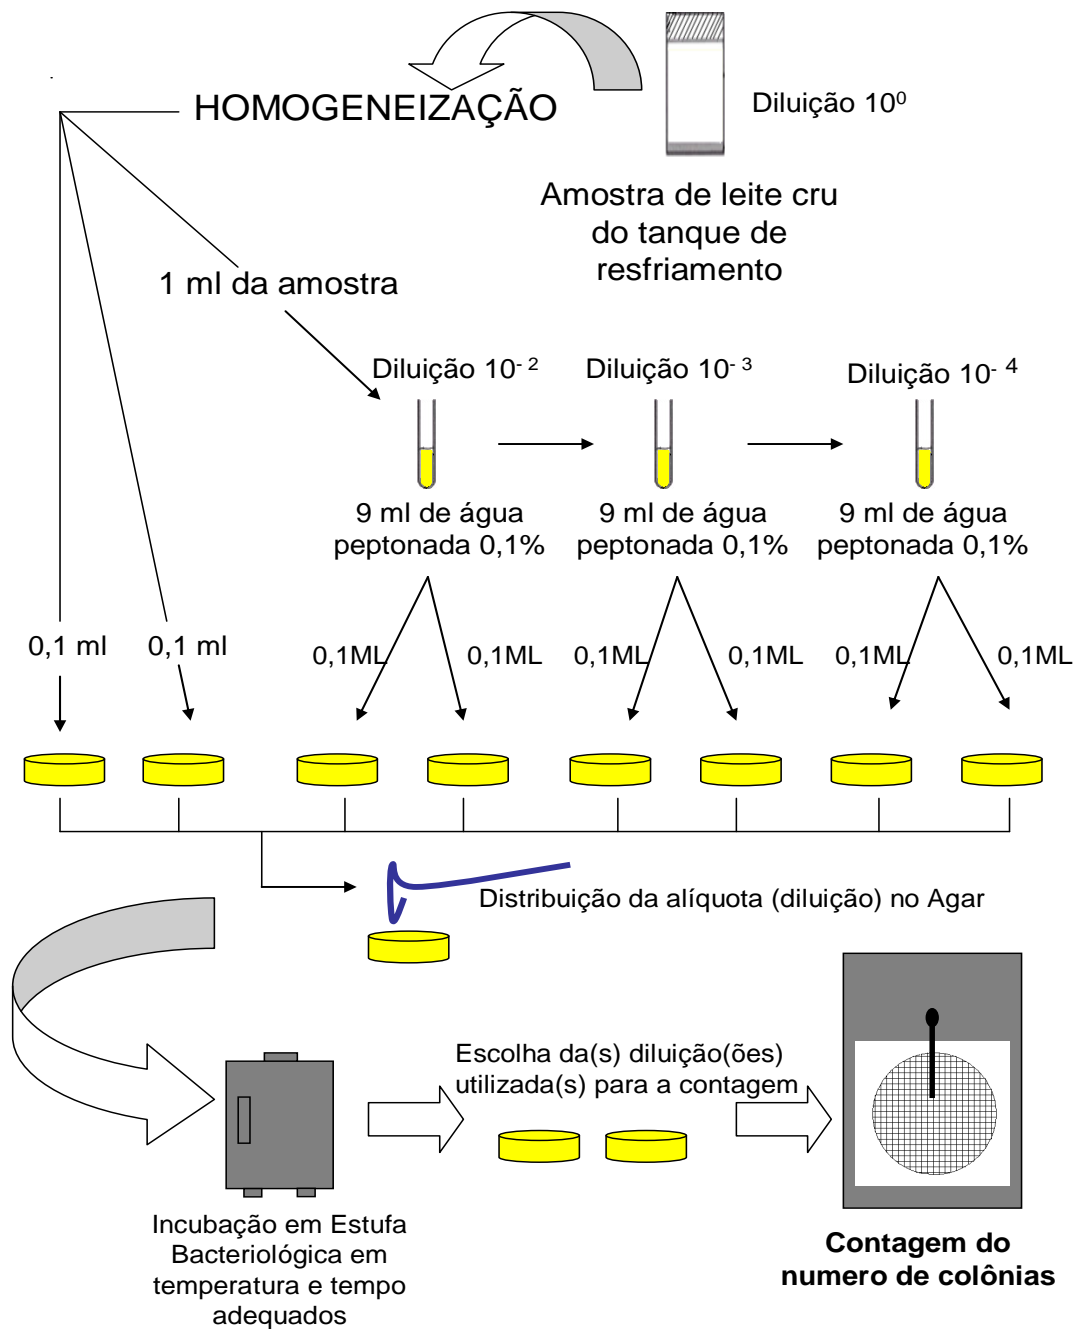 HOMOGENEIZAÇÃO
Diluição 10⁰
Amostra de leite cru
do tanque de
resfriamento
1 ml da amostra
Diluição 10⁻²
Diluição 10⁻³
Diluição 10⁻⁴
9 ml de água
peptonada 0,1%
9 ml de água
peptonada 0,1%
9 ml de água
peptonada 0,1%
0,1 ml
0,1 ml
0,1ML
0,1ML
0,1ML
0,1ML
0,1ML
0,1ML
Distribuição da alíquota (diluição) no Agar
Escolha da(s) diluição(ões)
utilizada(s) para a contagem
Incubação em Estufa
Bacteriológica em
temperatura e tempo
adequados
Contagem do
numero de colônias